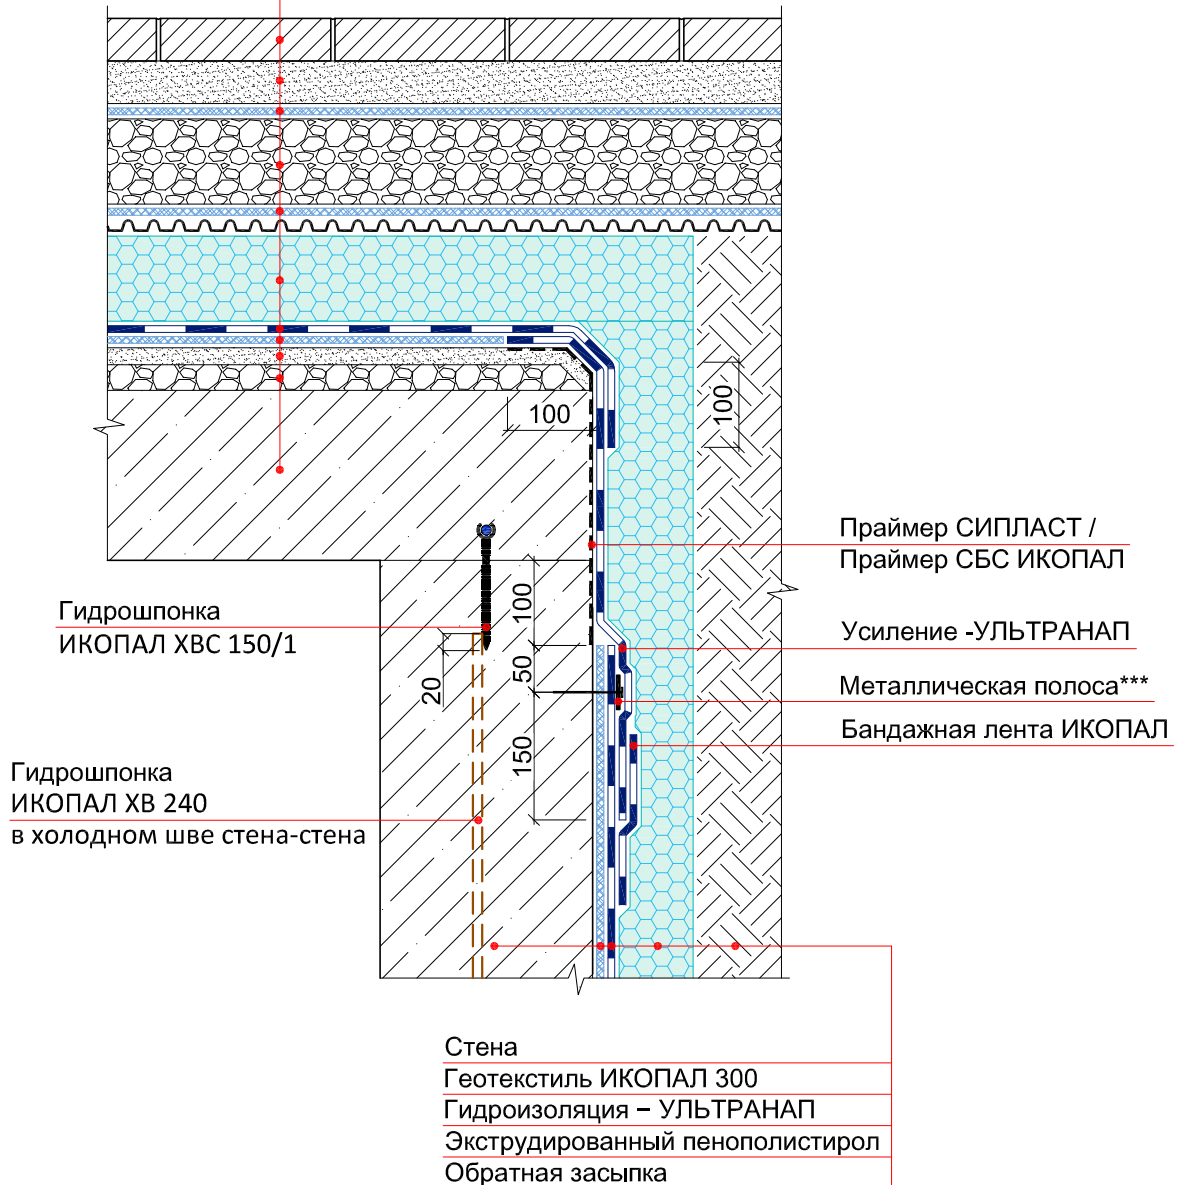 100
100
Праймер СИПЛАСТ /
Праймер СБС ИКОПАЛ
Гидрошпонка
ИКОПАЛ ХВС 150/1
100
20
50
150
Усиление -УЛЬТРАНАП
Металлическая полоса***
Бандажная лента ИКОПАЛ
Гидрошпонка
ИКОПАЛ ХВ 240
в холодном шве стена-стена
Стена
Геотекстиль ИКОПАЛ 300
Гидроизоляция – УЛЬТРАНАП
Экструдированный пенополистирол
Обратная засыпка